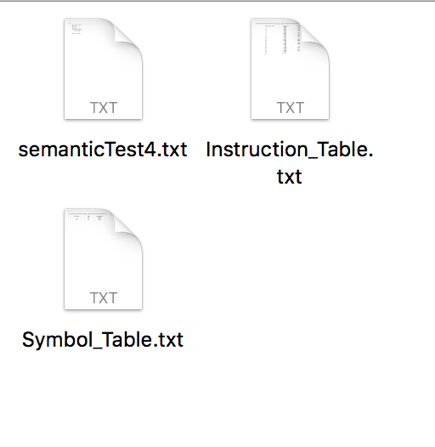 TXT TXT
semanticTest4.txt Instruction_Table.
txt
TXT
Symbol_Table.txt